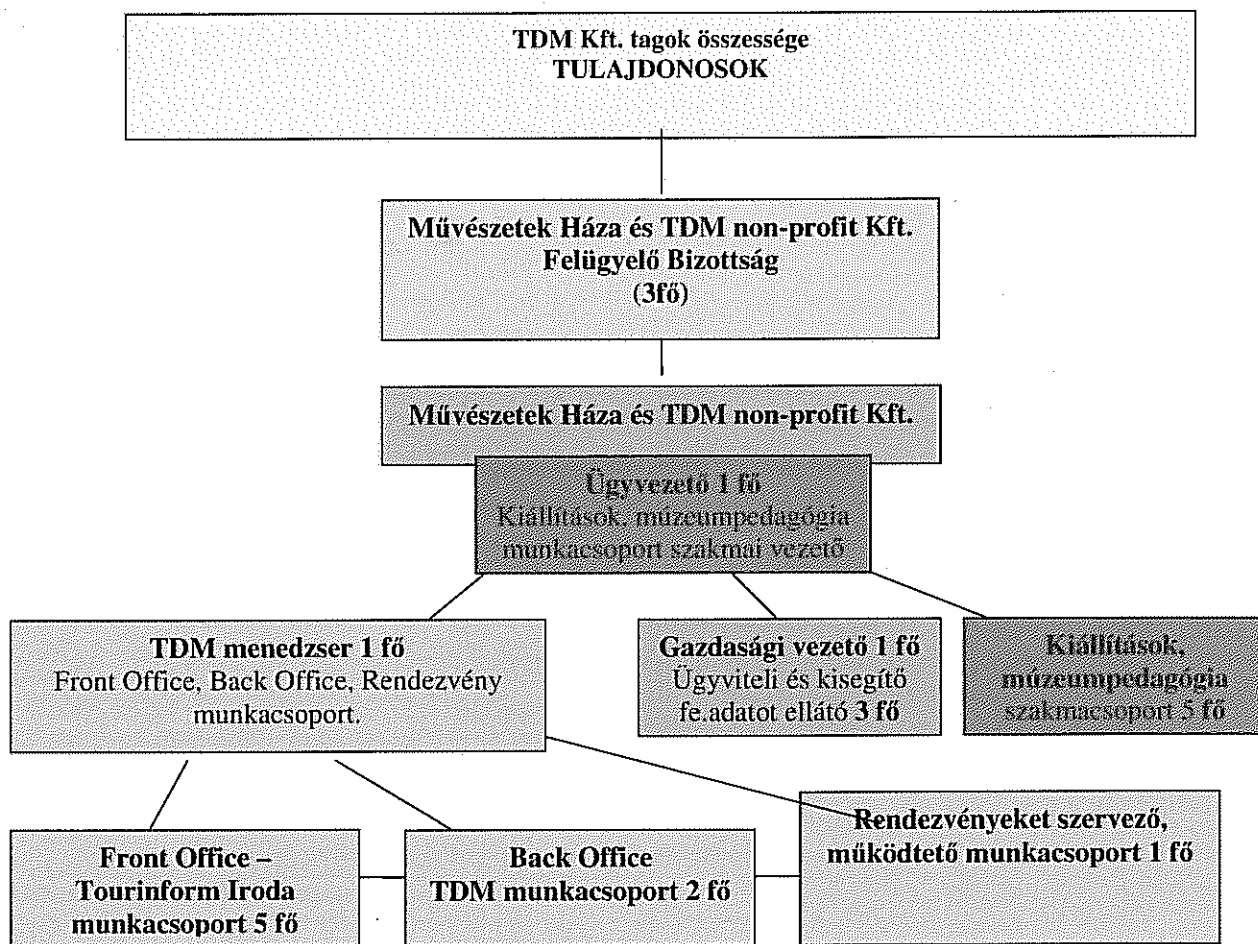 TDM Kft. tagok összessége
TULAJDONOSOK
Művészetek Háza és TDM non-profit Kft.
Felügyelő Bizottság
(3fő)
Művészetek Háza és TDM non-profit Kft.
Ügyvezető 1 fő
Kiállítások, múzeumpedagógia
munkacsoport szakmai vezető
TDM menedzser 1 fő
Front Office, Back Office, Rendezvény
munkacsoport.
Gazdasági vezető 1 fő
Ügyviteli és kisegítő
fe.adatot ellátó 3 fő
Kiállítások,
múzeumpedagógia
szakmacsoport 5 fő
Front Office –
Tourinform Iroda
munkacsoport 5 fő
Back Office
TDM munkacsoport 2 fő
Rendezvényeket szervező,
működtető munkacsoport 1 fő